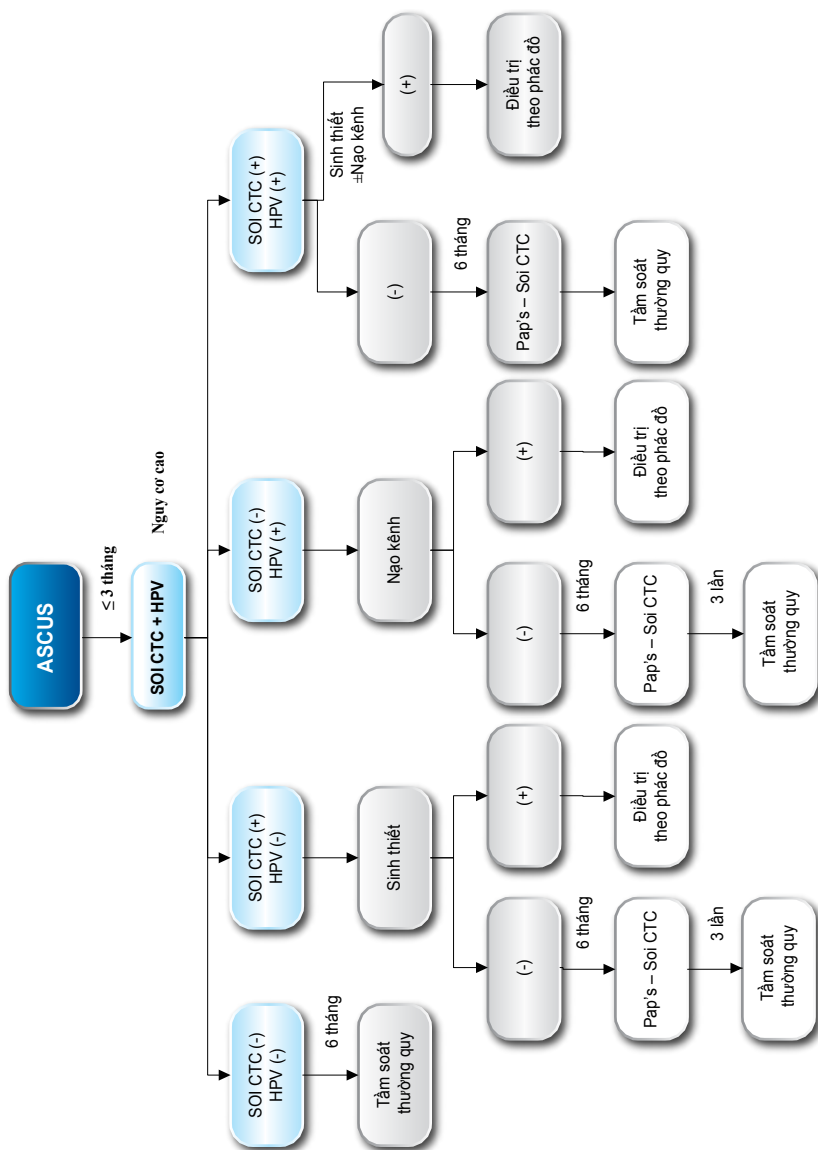 ASCUS
≤ 3 tháng
SOI CTC + HPV
Nguy cơ cao
SOI CTC (-)
HPV (-)
6 tháng
Tầm soát
thường quy
SOI CTC (+)
HPV (-)
Sinh thiết
(-)
6 tháng
Pap's – Soi CTC
3 lần
Tầm soát
thường quy
(+)
Điều trị
theo phác đồ
SOI CTC (-)
HPV (+)
Nạo kênh
(-)
6 tháng
Pap's – Soi CTC
3 lần
Tầm soát
thường quy
(+)
Điều trị
theo phác đồ
SOI CTC (+)
HPV (+)
Sinh thiết
±Nạo kênh
(-)
6 tháng
Pap's – Soi CTC
Tầm soát
thường quy
(+)
Điều trị
theo phác đồ